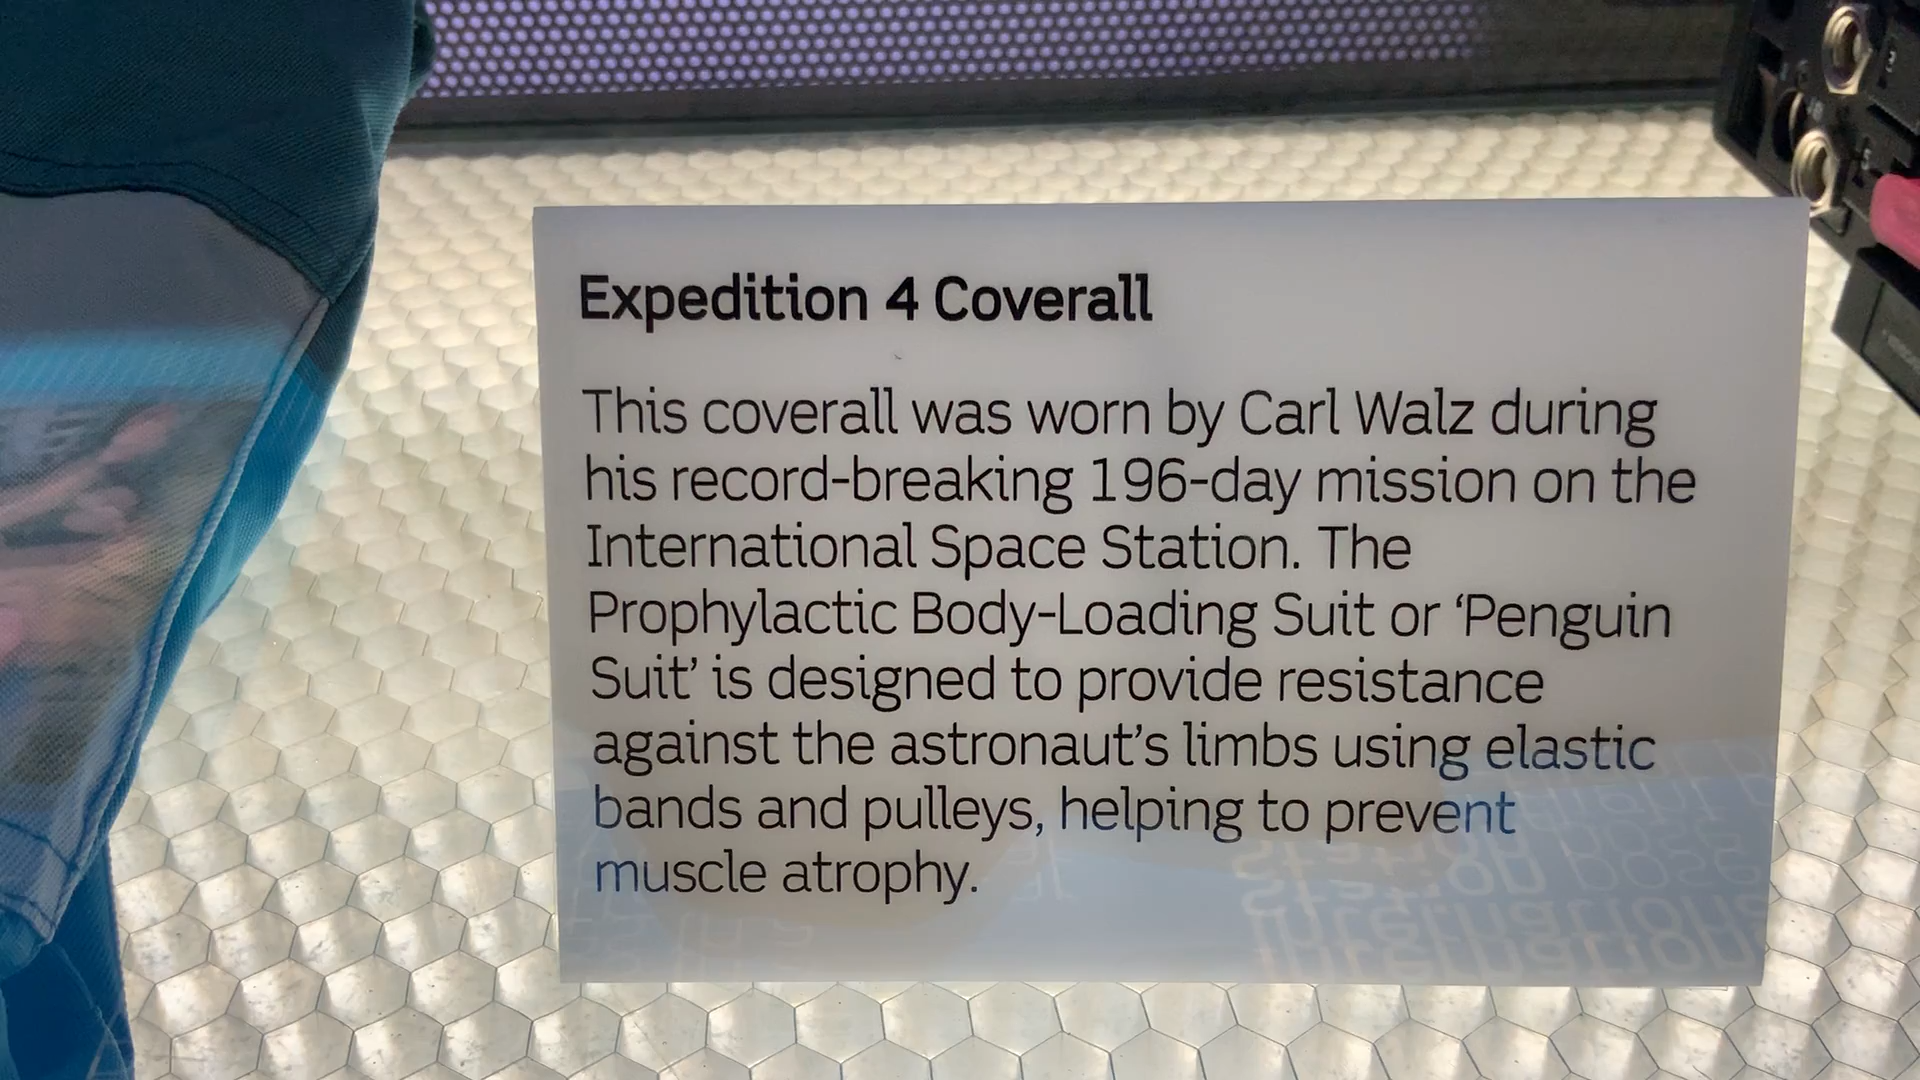 Expedition 4 Coverall
This coverall was worn by Carl Walz during
his record-breaking 196-day mission on the
International Space Station. The
Prophylactic Body-Loading Suit or ‘Penguin
Suit’ is designed to provide resistance
against the astronaut’s limbs using elastic
bands and pulleys, helping to prevent
muscle atrophy.